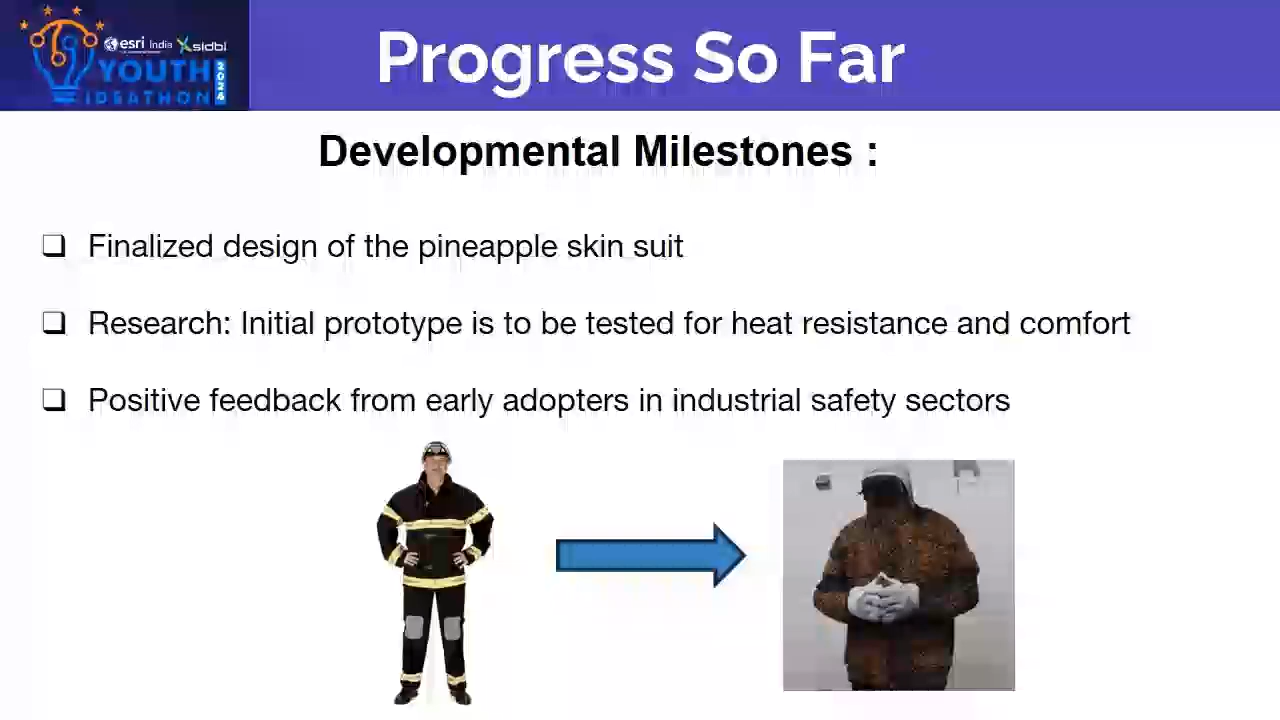 esri India sidbi
Progress So Far
YOUTH 2024
IDEATHON
Developmental Milestones :
❑ Finalized design of the pineapple skin suit
❑ Research: Initial prototype is to be tested for heat resistance and comfort
❑ Positive feedback from early adopters in industrial safety sectors